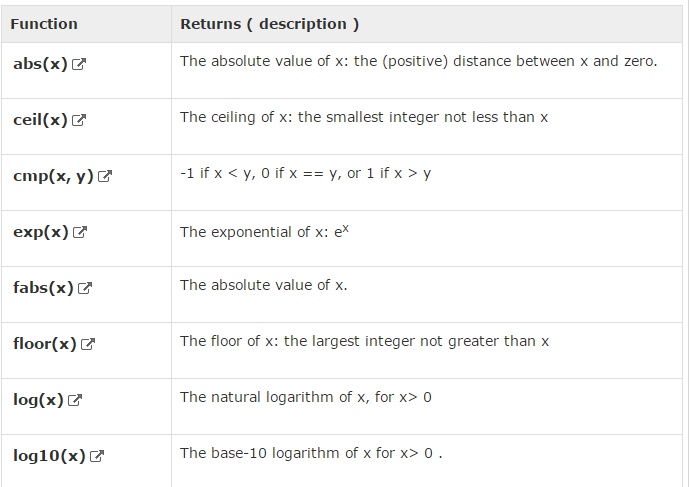 Function Returns ( description )
abs(x) The absolute value of x: the (positive) distance between x and zero.
ceil(x) The ceiling of x: the smallest integer not less than x
cmp(x, y) -1 if x < y, 0 if x == y, or 1 if x > y
exp(x) The exponential of x: eˣ
fabs(x) The absolute value of x.
floor(x) The floor of x: the largest integer not greater than x
log(x) The natural logarithm of x, for x> 0
log10(x) The base-10 logarithm of x for x> 0 .